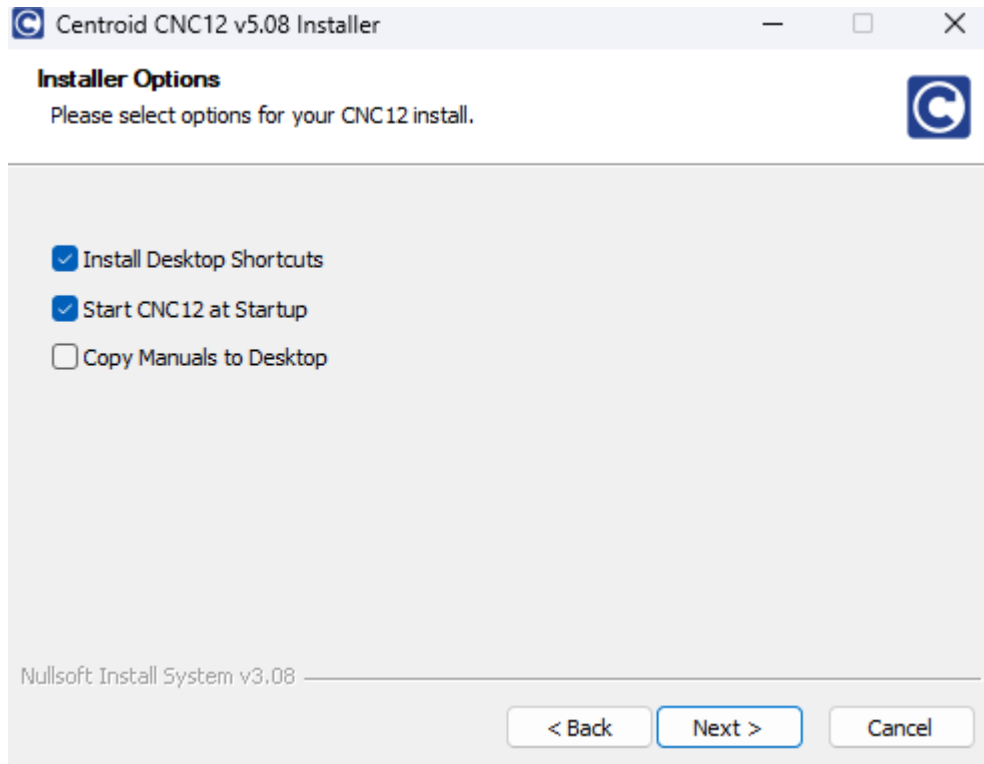 Centroid CNC12 v5.08 Installer
Installer Options
Please select options for your CNC12 install.
Install Desktop Shortcuts
Start CNC12 at Startup
Copy Manuals to Desktop
Nullsoft Install System v3.08
< Back Next > Cancel